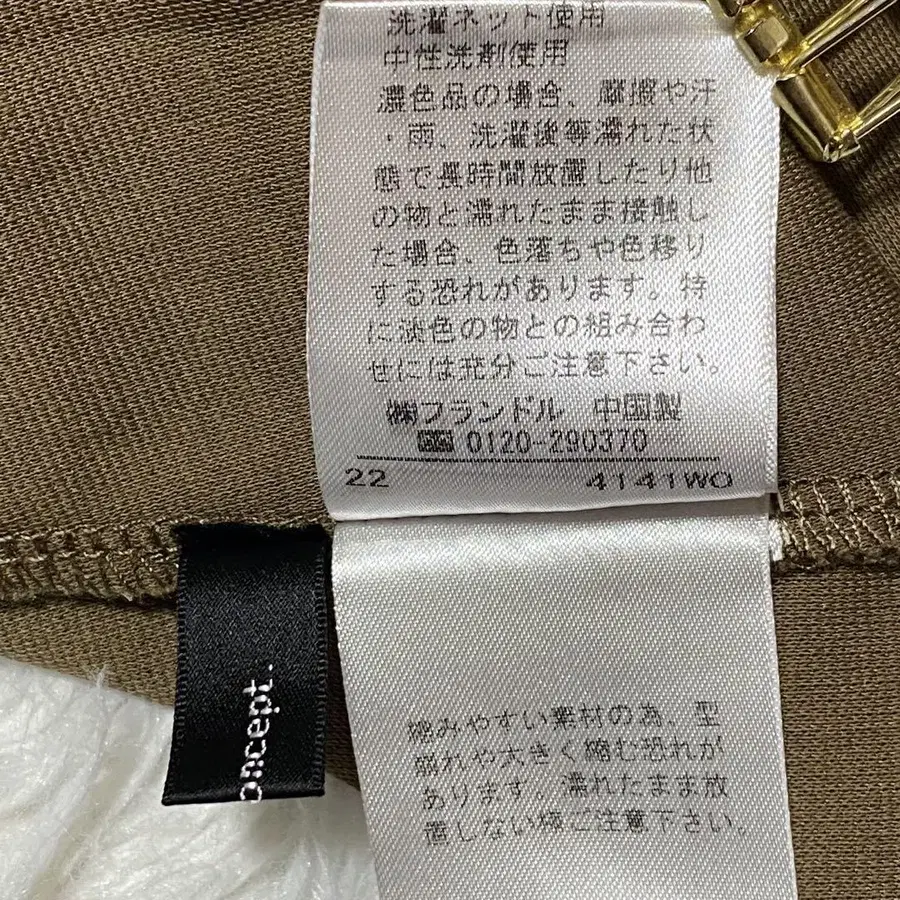 洗濯ネット使用
中性洗剤使用
濃色品の場合、摩擦や汗
・雨、洗濯後等濡れた状
態で長時間放置したり他
の物と濡れたまま接触し
た場合、色落ちや色移り
する恐れがあります。特
に淡色の物との組み合わ
せには充分ご注意下さい。
㈱フランドル 中国製
0120-290370
22 4141WO
oncept.
縮みやすい素材の為、型
崩れや大きく縮む恐れが
あります。濡れたまま放
置しない様ご注意下さい。